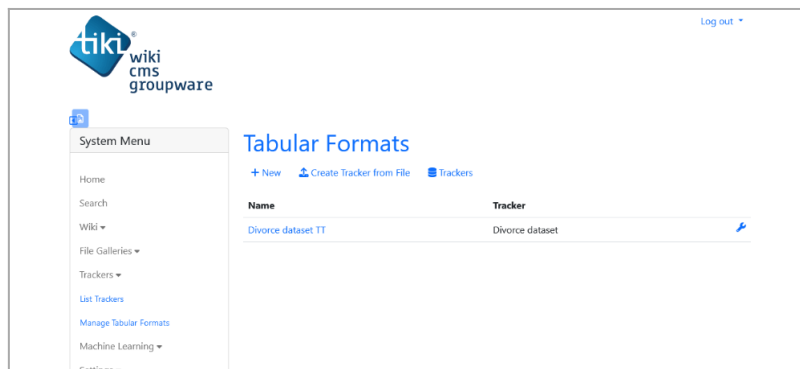 Log out
tiki®
wiki
cms
groupware
System Menu
Home
Search
Wiki
File Galleries
Trackers
List Trackers
Manage Tabular Formats
Machine Learning
Tabular Formats
+ New Create Tracker from File Trackers
Name Tracker
Divorce dataset TT Divorce dataset